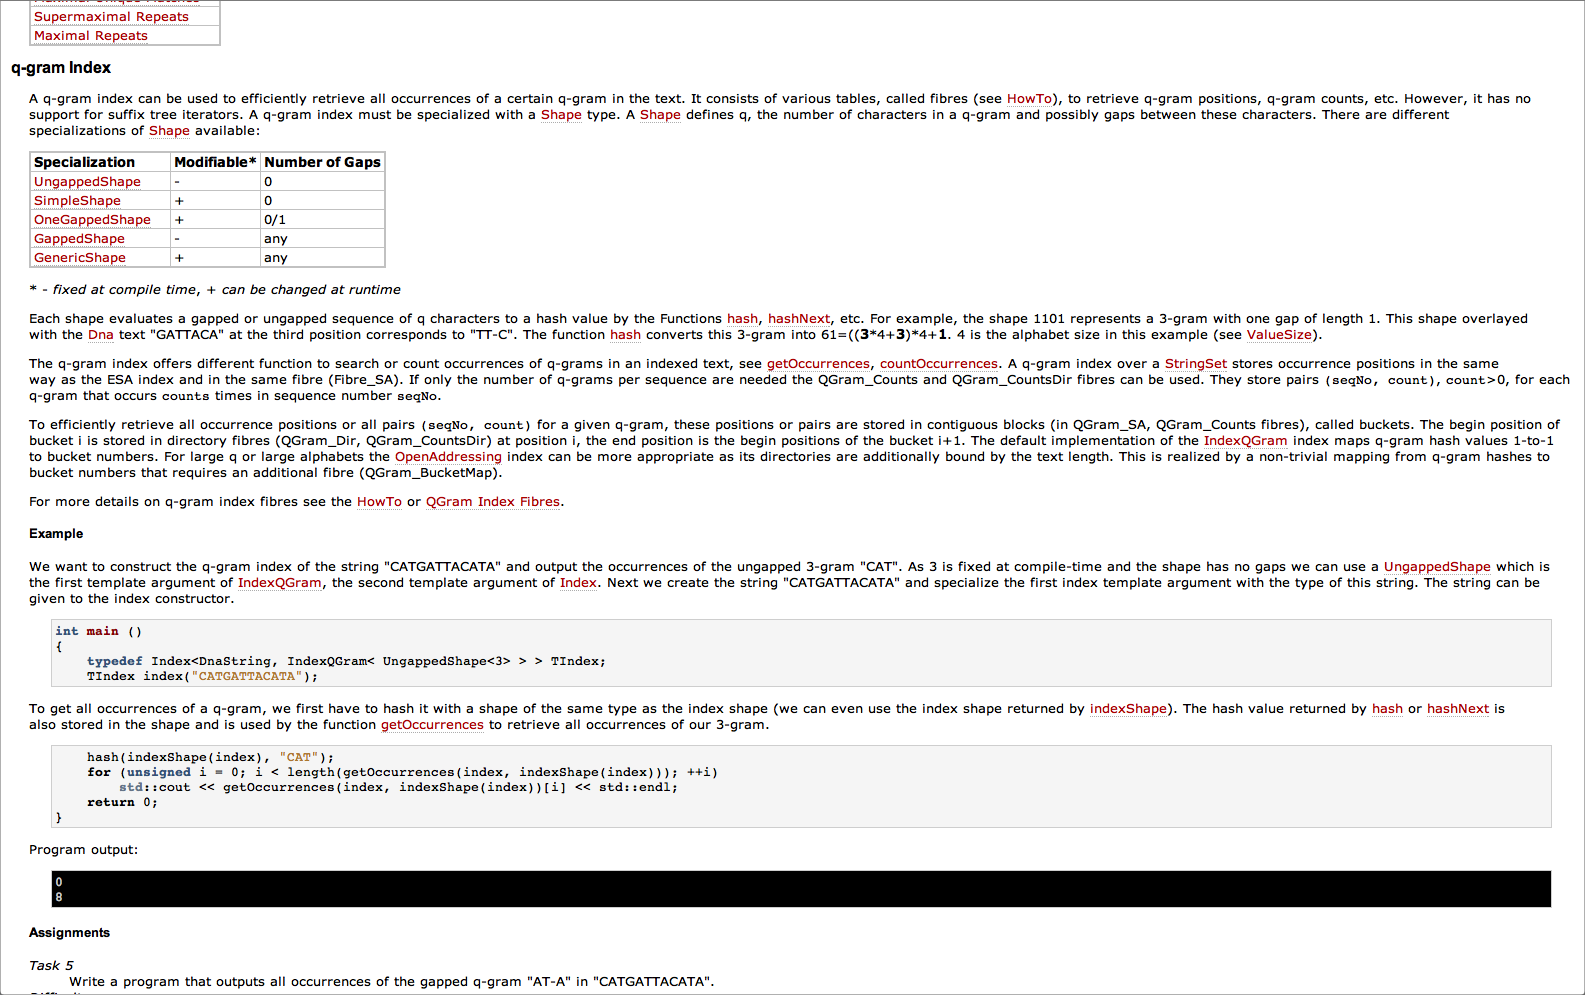 Supermaximal Repeats
Maximal Repeats
q-gram Index
A q-gram index can be used to efficiently retrieve all occurrences of a certain q-gram in the text. It consists of various tables, called fibres (see HowTo), to retrieve q-gram positions, q-gram counts, etc. However, it has no
support for suffix tree iterators. A q-gram index must be specialized with a Shape type. A Shape defines q, the number of characters in a q-gram and possibly gaps between these characters. There are different
specializations of Shape available:
Specialization Modifiable* Number of Gaps
UngappedShape - 0
SimpleShape + 0
OneGappedShape + 0/1
GappedShape - any
GenericShape + any
* - fixed at compile time, + can be changed at runtime
Each shape evaluates a gapped or ungapped sequence of q characters to a hash value by the Functions hash, hashNext, etc. For example, the shape 1101 represents a 3-gram with one gap of length 1. This shape overlayed
with the Dna text "GATTACA" at the third position corresponds to "TT-C". The function hash converts this 3-gram into 61=((3*4+3)*4+1. 4 is the alphabet size in this example (see ValueSize).
The q-gram index offers different function to search or count occurrences of q-grams in an indexed text, see getOccurrences, countOccurrences. A q-gram index over a StringSet stores occurrence positions in the same
way as the ESA index and in the same fibre (Fibre_SA). If only the number of q-grams per sequence are needed the QGram_Counts and QGram_CountsDir fibres can be used. They store pairs (seqNo, count), count>0, for each
q-gram that occurs counts times in sequence number seqNo.
To efficiently retrieve all occurrence positions or all pairs (seqNo, count) for a given q-gram, these positions or pairs are stored in contiguous blocks (in QGram_SA, QGram_Counts fibres), called buckets. The begin position of
bucket i is stored in directory fibres (QGram_Dir, QGram_CountsDir) at position i, the end position is the begin positions of the bucket i+1. The default implementation of the IndexQGram index maps q-gram hash values 1-to-1
to bucket numbers. For large q or large alphabets the OpenAddressing index can be more appropriate as its directories are additionally bound by the text length. This is realized by a non-trivial mapping from q-gram hashes to
bucket numbers that requires an additional fibre (QGram_BucketMap).
For more details on q-gram index fibres see the HowTo or QGram Index Fibres.
Example
We want to construct the q-gram index of the string "CATGATTACATA" and output the occurrences of the ungapped 3-gram "CAT". As 3 is fixed at compile-time and the shape has no gaps we can use a UngappedShape which is
the first template argument of IndexQGram, the second template argument of Index. Next we create the string "CATGATTACATA" and specialize the first index template argument with the type of this string. The string can be
given to the index constructor.
int main ()
{
typedef Index<DnaString, IndexQGram< UngappedShape<3> > > TIndex;
TIndex index("CATGATTACATA");
To get all occurrences of a q-gram, we first have to hash it with a shape of the same type as the index shape (we can even use the index shape returned by indexShape). The hash value returned by hash or hashNext is
also stored in the shape and is used by the function getOccurrences to retrieve all occurrences of our 3-gram.
hash(indexShape(index), "CAT");
for (unsigned i = 0; i < length(getOccurrences(index, indexShape(index))); ++i)
std::cout << getOccurrences(index, indexShape(index))[i] << std::endl;
return 0;
}
Program output:
0
8
Assignments
Task 5
Write a program that outputs all occurrences of the gapped q-gram "AT-A" in "CATGATTACATA".